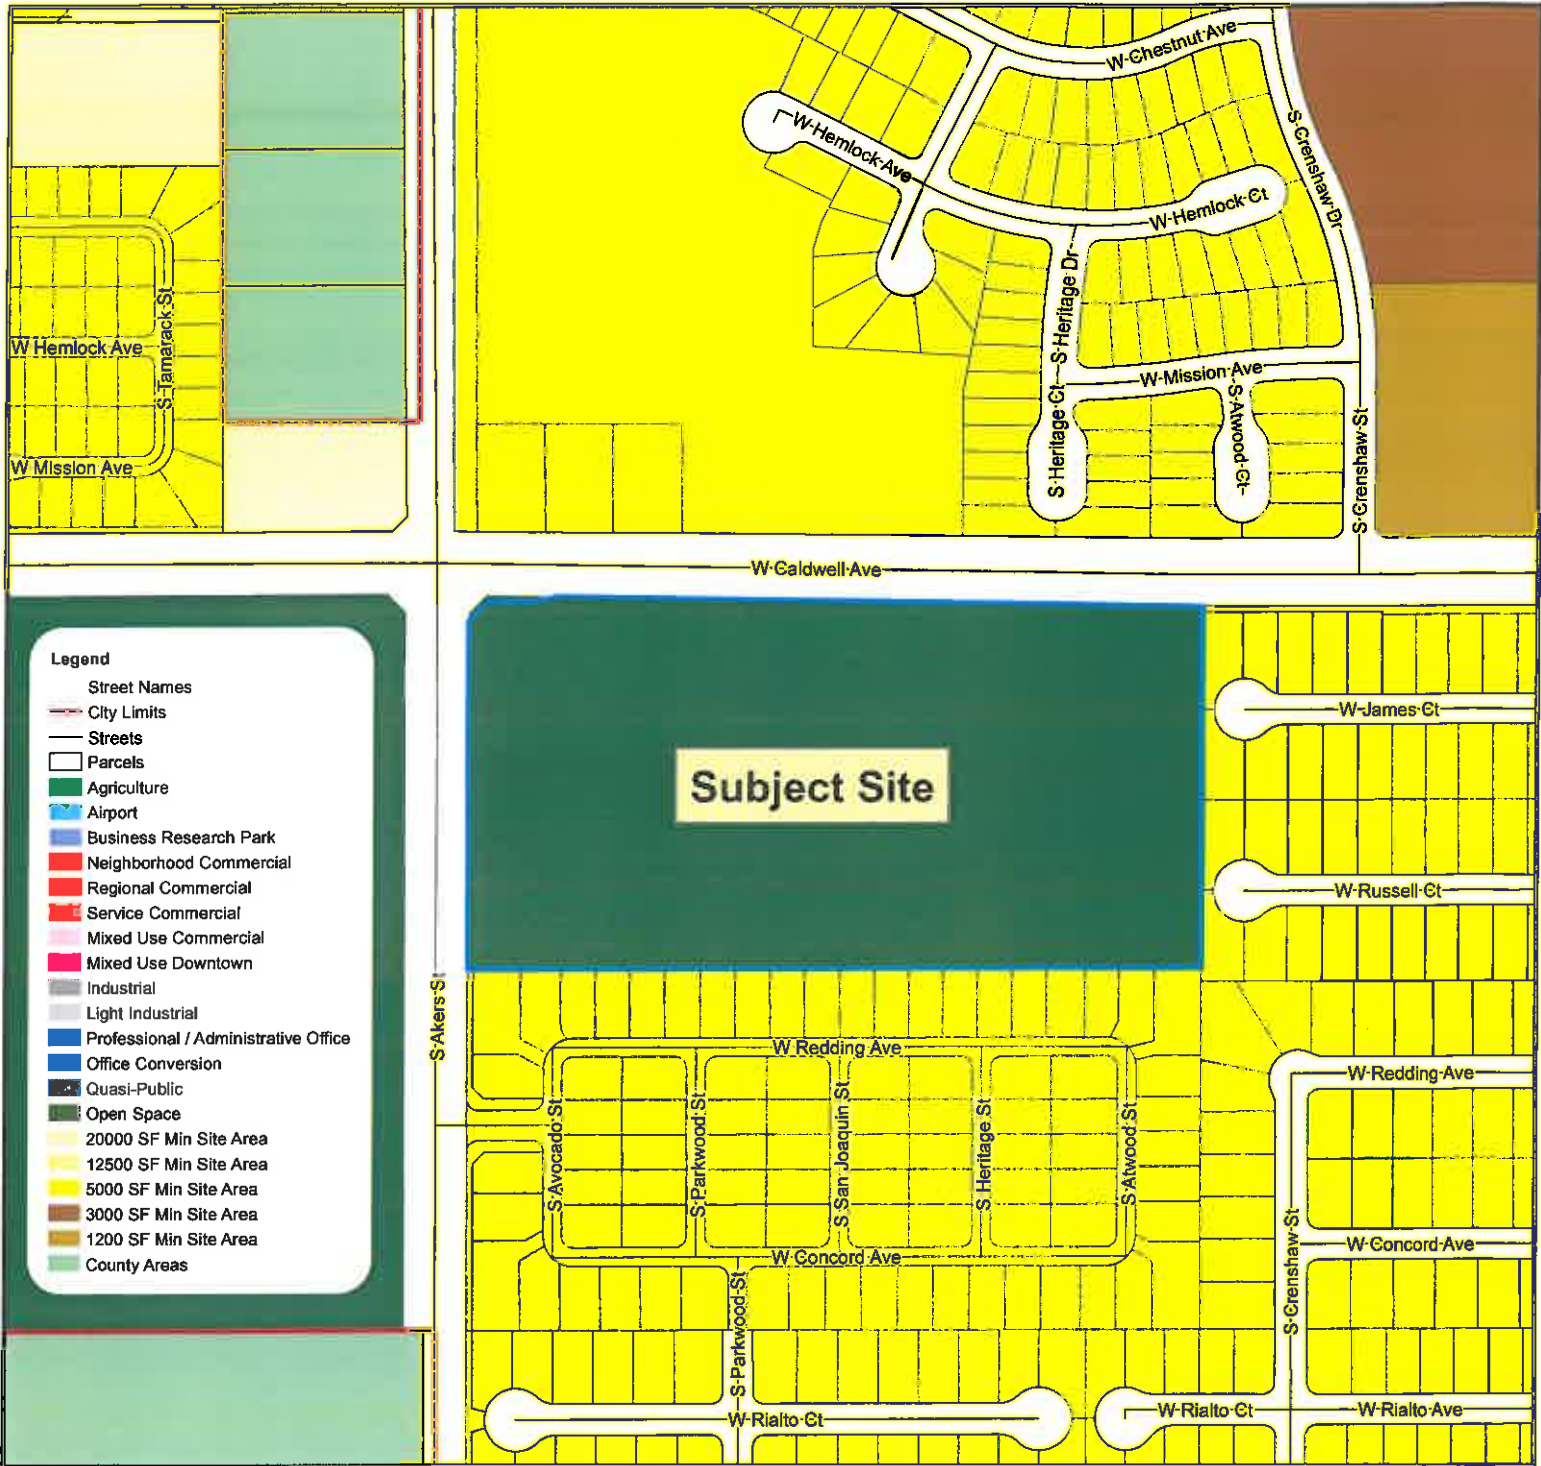 W Chestnut Ave
W Hemlock Ave
S Crenshaw Dr
W Hemlock Ct
S Heritage Dr
S Tamarack St
W Hemlock Ave
W Mission Ave
S Atwood Ct
S Heritage Ct
S Crenshaw St
W Mission Ave
W Caldwell Ave
Legend
Street Names
City Limits
Streets
Parcels
Agriculture
Airport
Business Research Park
Neighborhood Commercial
Regional Commercial
Service Commercial
Mixed Use Commercial
Mixed Use Downtown
Industrial
Light Industrial
Professional / Administrative Office
Office Conversion
Quasi-Public
Open Space
20000 SF Min Site Area
12500 SF Min Site Area
5000 SF Min Site Area
3000 SF Min Site Area
1200 SF Min Site Area
County Areas
Subject Site
W James Ct
W Russell Ct
S Akers St
W Redding Ave
W Redding Ave
S Avocado St
S Parkwood St
S San Joaquin St
S Heritage St
S Atwood St
W Concord Ave
W Concord Ave
S Crenshaw St
S Parkwood St
W Rialto Ct
W Rialto Ct
W Rialto Ave